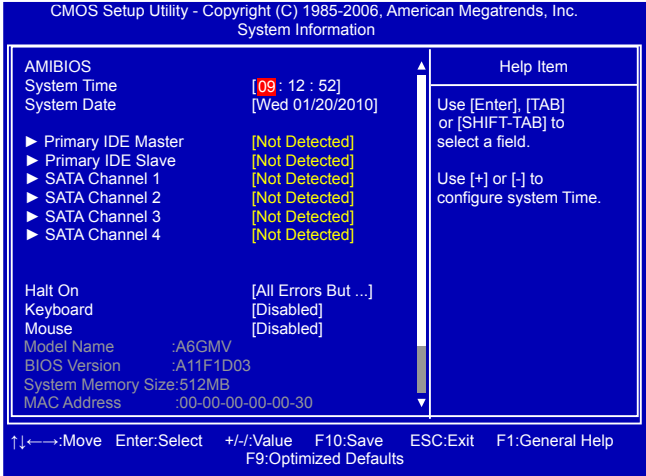 CMOS Setup Utility - Copyright (C) 1985-2006, American Megatrends, Inc.
System Information
AMIBIOS
System Time [09 : 12 : 52]
System Date [Wed 01/20/2010]
► Primary IDE Master [Not Detected]
► Primary IDE Slave [Not Detected]
► SATA Channel 1 [Not Detected]
► SATA Channel 2 [Not Detected]
► SATA Channel 3 [Not Detected]
► SATA Channel 4 [Not Detected]
Halt On [All Errors But ...]
Keyboard [Disabled]
Mouse [Disabled]
Model Name :A6GMV
BIOS Version :A11F1D03
System Memory Size:512MB
MAC Address :00-00-00-00-00-30
Help Item
Use [Enter], [TAB]
or [SHIFT-TAB] to
select a field.
Use [+] or [-] to
configure system Time.
↑↓←→:Move Enter:Select +/-/:Value F10:Save ESC:Exit F1:General Help
F9:Optimized Defaults